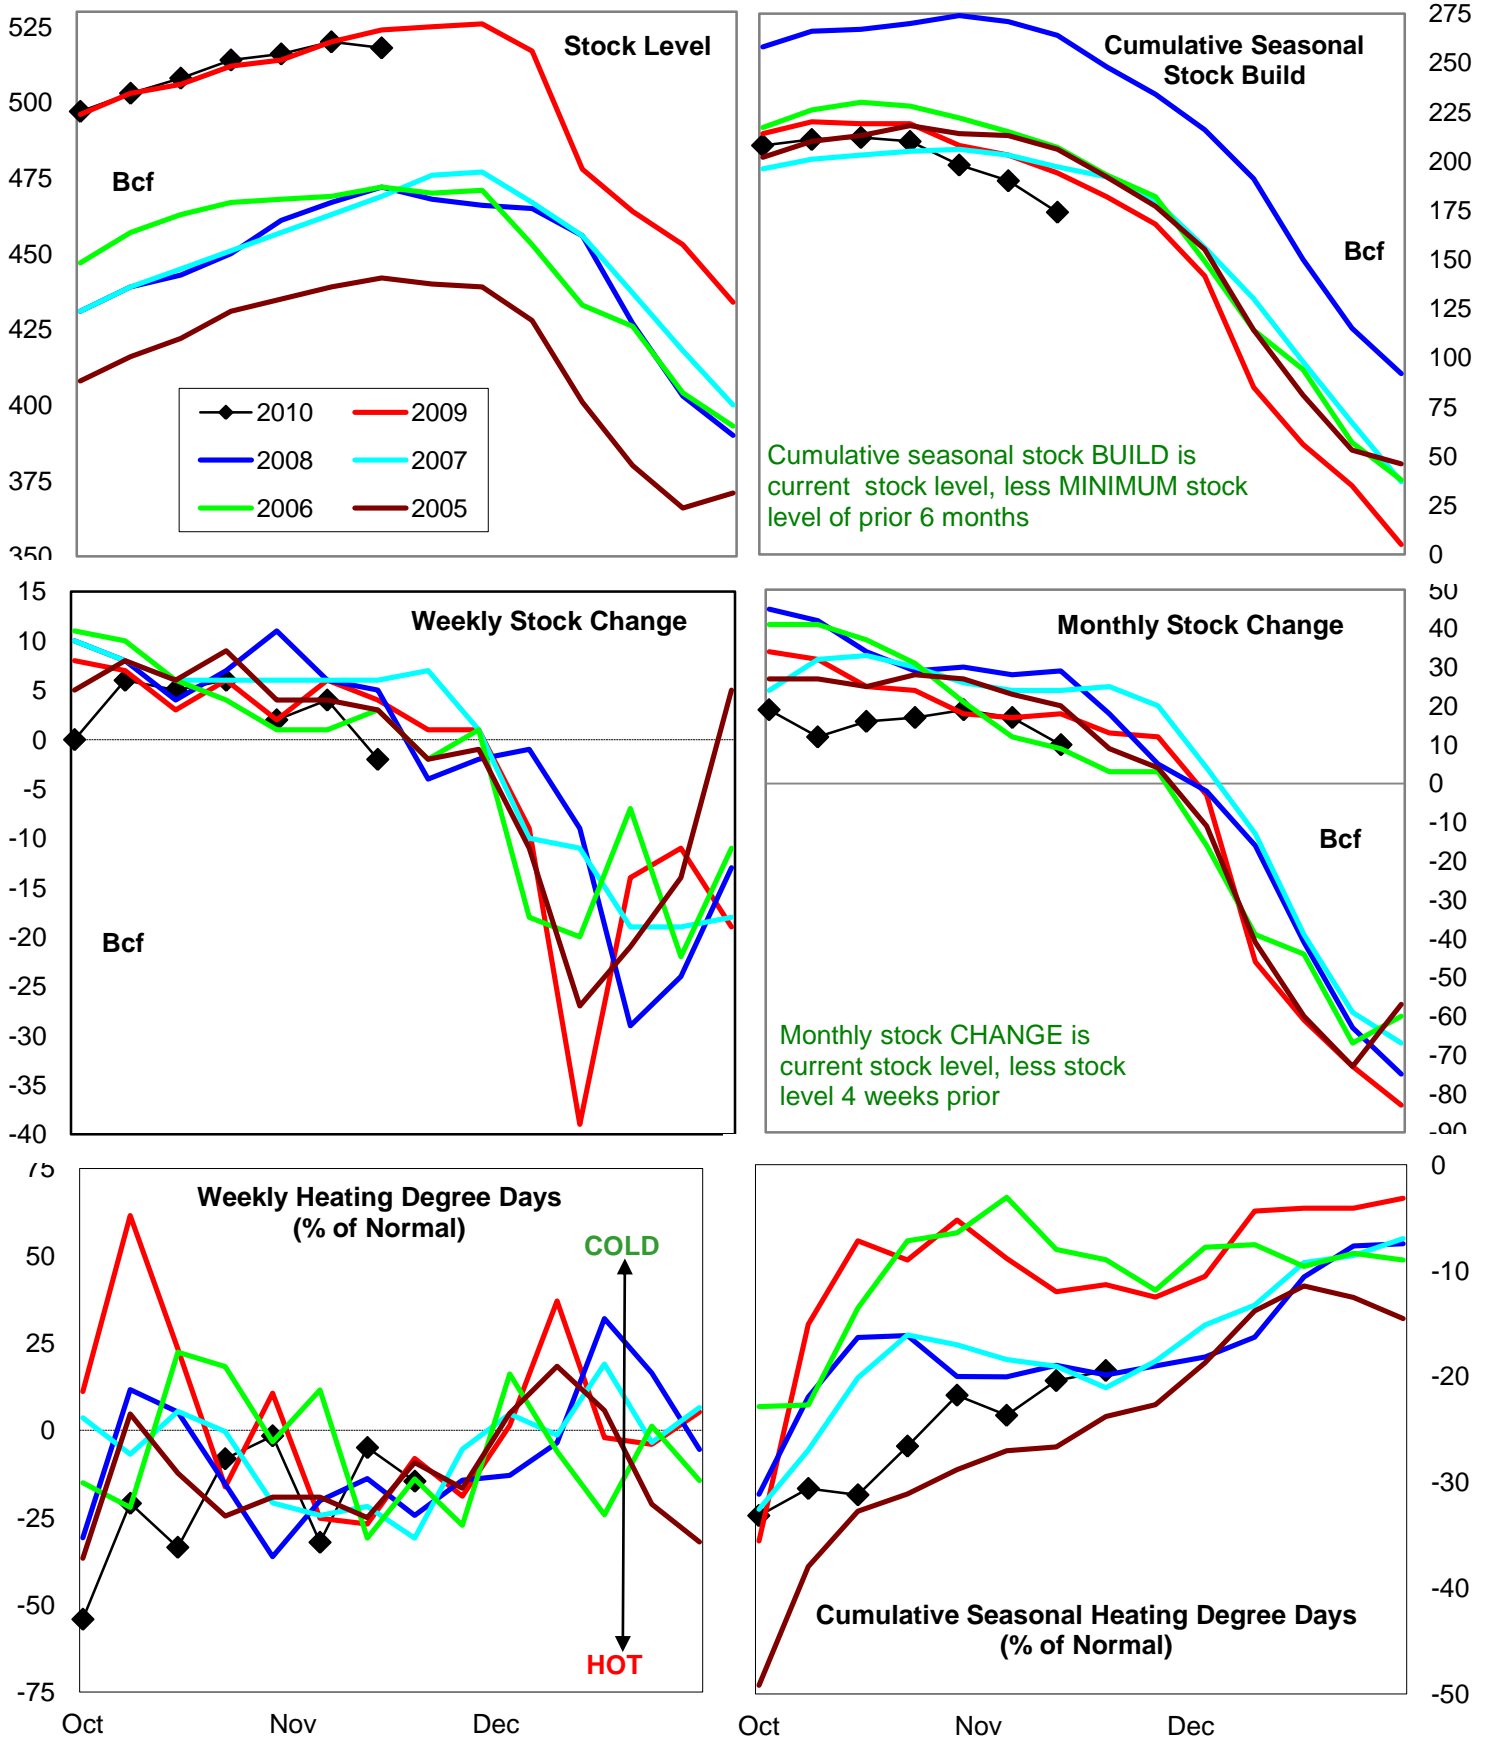 Stock Level
525
500
475
450
425
400
375
350
Bcf
2010
2009
2008
2007
2006
2005
Cumulative Seasonal
Stock Build
275
250
225
200
175
150
125
100
75
50
25
0
Bcf
Cumulative seasonal stock BUILD is
current stock level, less MINIMUM stock
level of prior 6 months
Weekly Stock Change
15
10
5
0
-5
-10
-15
-20
-25
-30
-35
-40
Bcf
Monthly Stock Change
50
40
30
20
10
0
-10
-20
-30
-40
-50
-60
-70
-80
-90
Bcf
Monthly stock CHANGE is
current stock level, less stock
level 4 weeks prior
Weekly Heating Degree Days
(% of Normal)
75
50
25
0
-25
-50
-75
COLD
HOT
Oct
Nov
Dec
Cumulative Seasonal Heating Degree Days
(% of Normal)
0
-10
-20
-30
-40
-50
Oct
Nov
Dec